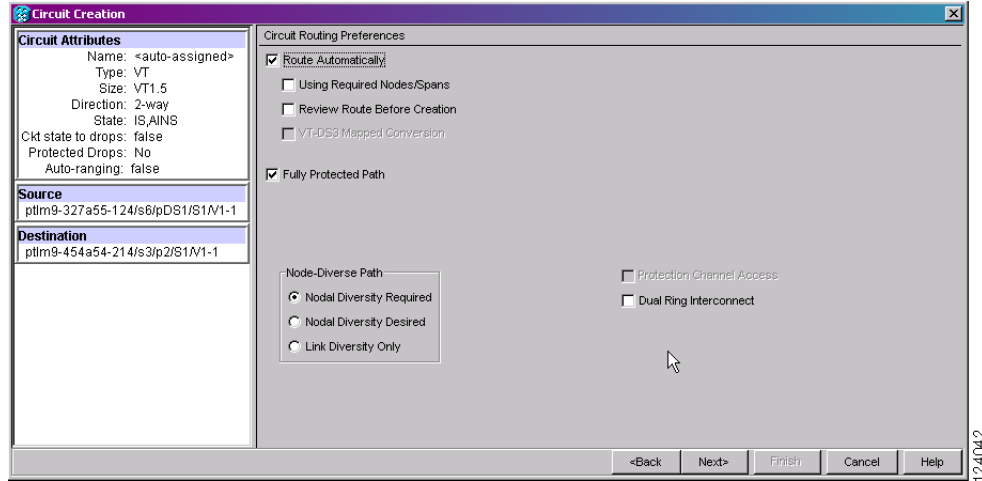 Circuit Creation
Circuit Attributes
Name: <auto-assigned>
Type: VT
Size: VT1.5
Direction: 2-way
State: IS,AINS
Ckt state to drops: false
Protected Drops: No
Auto-ranging: false
Source
ptlm9-327a55-124/s6/pDS1/S1/V1-1
Destination
ptlm9-454a54-214/s3/p2/S1/V1-1
Circuit Routing Preferences
Route Automatically
Using Required Nodes/Spans
Review Route Before Creation
VT-DS3 Mapped Conversion
Fully Protected Path
Node-Diverse Path
Nodal Diversity Required
Nodal Diversity Desired
Link Diversity Only
Protection Channel Access
Dual Ring Interconnect
<Back Next> Finish Cancel Help
124042